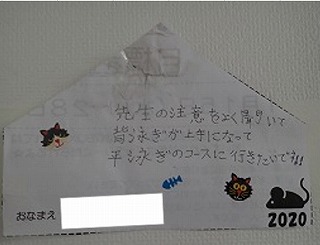 先生の注意をよく聞いて
背泳ぎが上手になって
平泳ぎのコースに行きたいです!!
おなまえ
2020